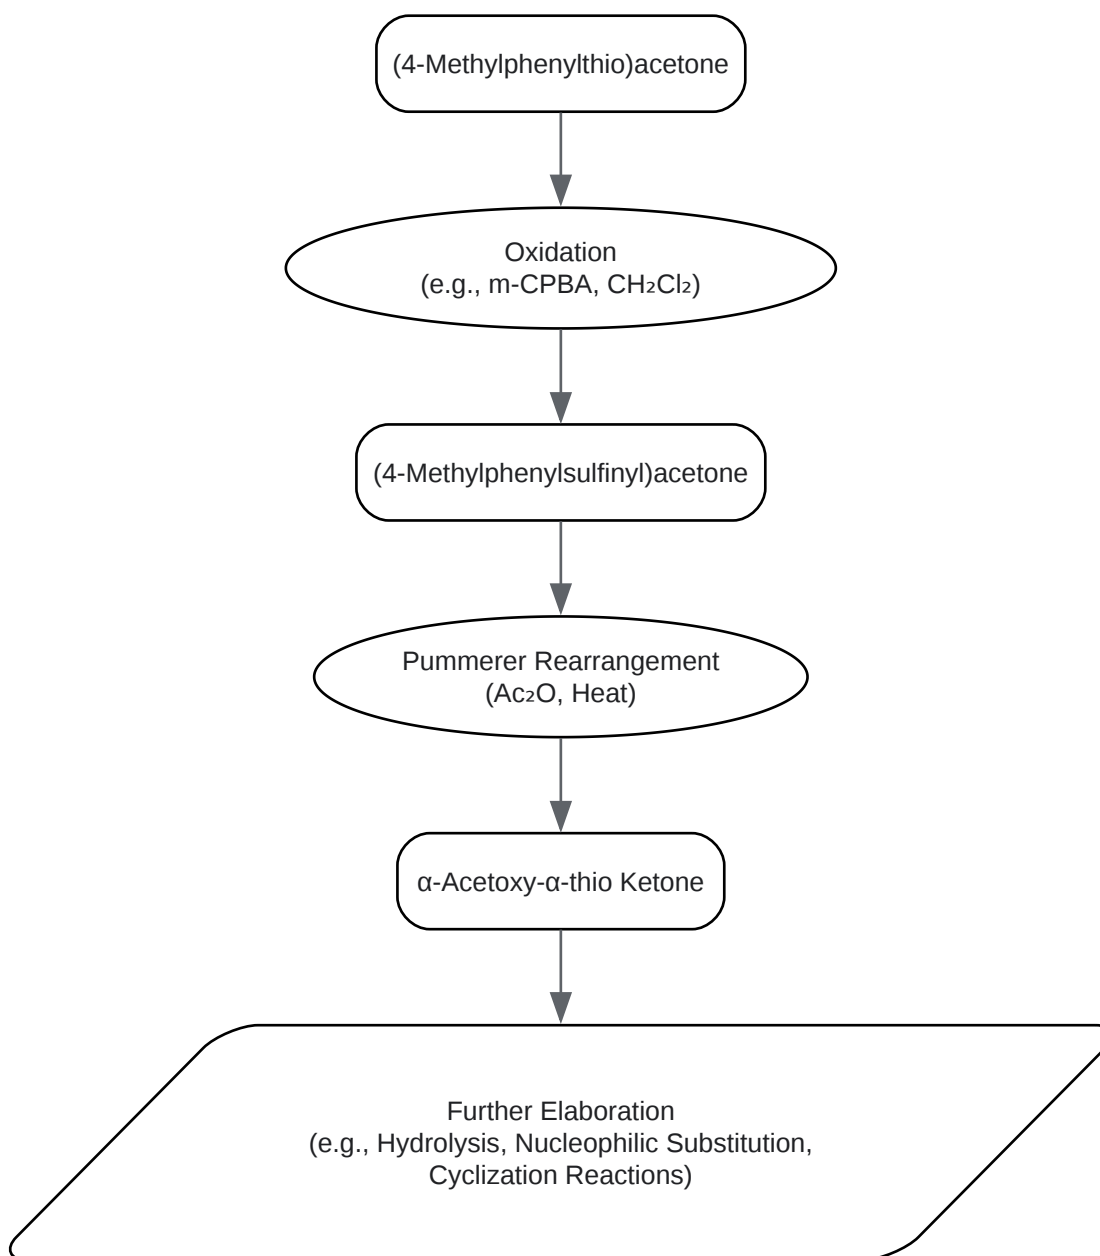 (4-Methylphenylthio)acetone
Oxidation
(e.g., m-CPBA, CH₂Cl₂)
(4-Methylphenylsulfinyl)acetone
Pummerer Rearrangement
(Ac₂O, Heat)
α-Acetoxy-α-thio Ketone
Further Elaboration
(e.g., Hydrolysis, Nucleophilic Substitution,
Cyclization Reactions)